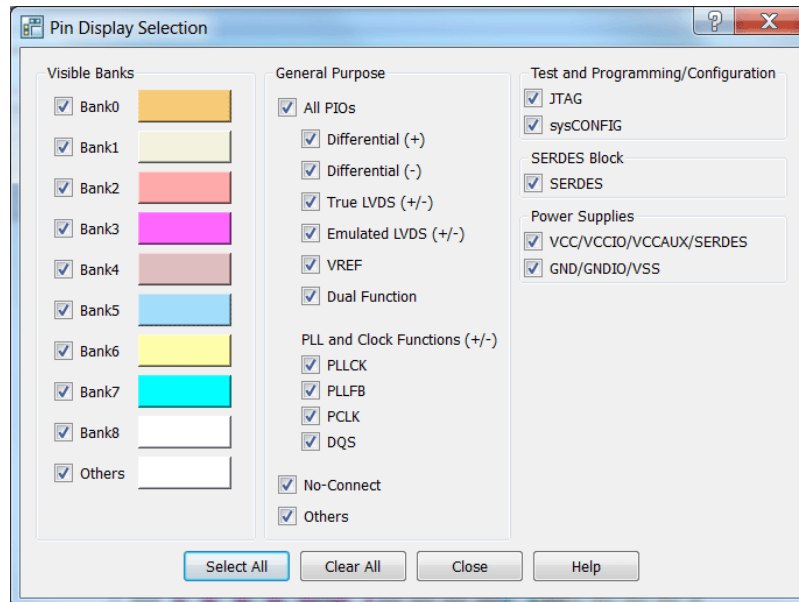 Pin Display Selection
Visible Banks
Bank0
Bank1
Bank2
Bank3
Bank4
Bank5
Bank6
Bank7
Bank8
Others
General Purpose
All PIOs
Differential (+)
Differential (-)
True LVDS (+/-)
Emulated LVDS (+/-)
VREF
Dual Function
PLL and Clock Functions (+/-)
PLLCK
PLLFB
PCLK
DQS
No-Connect
Others
Test and Programming/Configuration
JTAG
sysCONFIG
SERDES Block
SERDES
Power Supplies
VCC/VCCIO/VCCAUX/SERDES
GND/GNDIO/VSS
Select All
Clear All
Close
Help